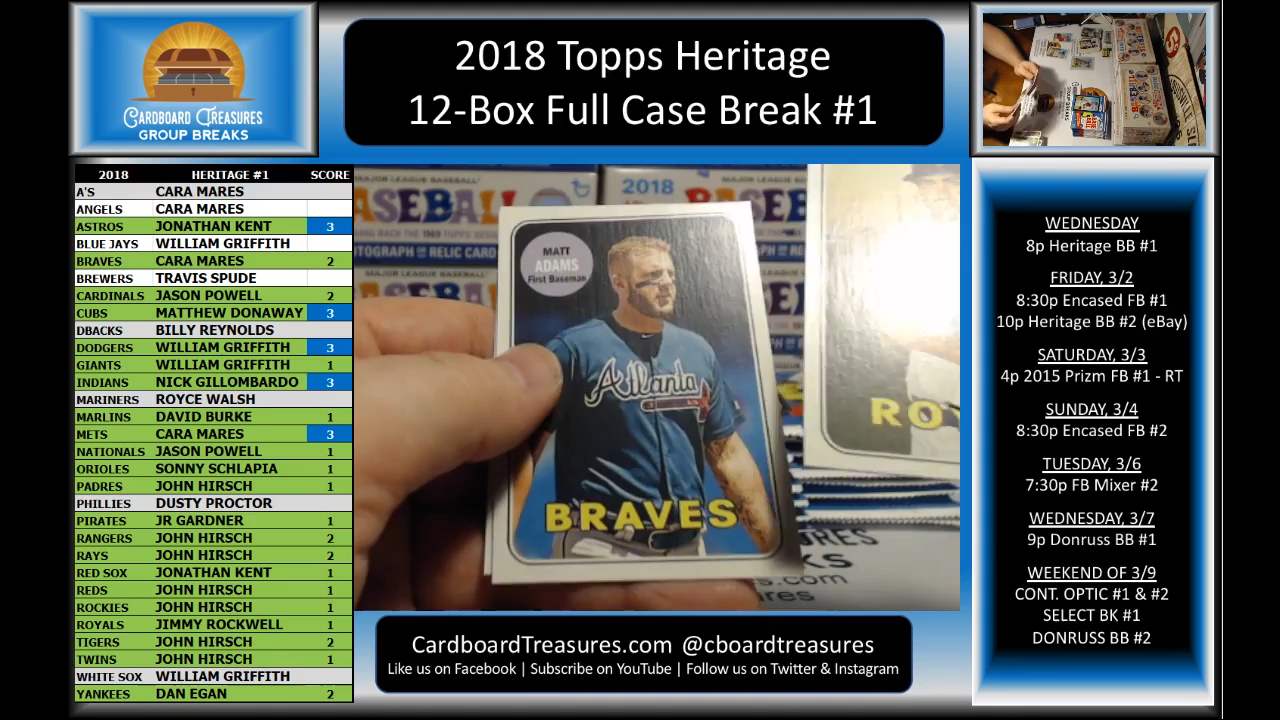 CARDBOARD TREASURES
GROUP BREAKS
2018 Topps Heritage
12-Box Full Case Break #1
2018 HERITAGE #1 SCORE
A'S CARA MARES
ANGELS CARA MARES
ASTROS JONATHAN KENT 3
BLUE JAYS WILLIAM GRIFFITH
BRAVES CARA MARES 2
BREWERS TRAVIS SPUDE
CARDINALS JASON POWELL 2
CUBS MATTHEW DONAWAY 3
DBACKS BILLY REYNOLDS
DODGERS WILLIAM GRIFFITH 3
GIANTS WILLIAM GRIFFITH 1
INDIANS NICK GILLOMBARDO 3
MARINERS ROYCE WALSH
MARLINS DAVID BURKE 1
METS CARA MARES 3
NATIONALS JASON POWELL 1
ORIOLES SONNY SCHLAPIA 1
PADRES JOHN HIRSCH 1
PHILLIES DUSTY PROCTOR
PIRATES JR GARDNER 1
RANGERS JOHN HIRSCH 2
RAYS JOHN HIRSCH 2
RED SOX JONATHAN KENT 1
REDS JOHN HIRSCH 1
ROCKIES JOHN HIRSCH 1
ROYALS JIMMY ROCKWELL 1
TIGERS JOHN HIRSCH 2
TWINS JOHN HIRSCH 1
WHITE SOX WILLIAM GRIFFITH
YANKEES DAN EGAN 2
MAJOR LEAGUE BASEBALL
2018
MATT
ADAMS
First Baseman
Atlanta
BRAVES
CardboardTreasures.com @cboardtreasures
Like us on Facebook | Subscribe on YouTube | Follow us on Twitter & Instagram
WEDNESDAY
8p Heritage BB #1
FRIDAY, 3/2
8:30p Encased FB #1
10p Heritage BB #2 (eBay)
SATURDAY, 3/3
4p 2015 Prizm FB #1 - RT
SUNDAY, 3/4
8:30p Encased FB #2
TUESDAY, 3/6
7:30p FB Mixer #2
WEDNESDAY, 3/7
9p Donruss BB #1
WEEKEND OF 3/9
CONT. OPTIC #1 & #2
SELECT BK #1
DONRUSS BB #2